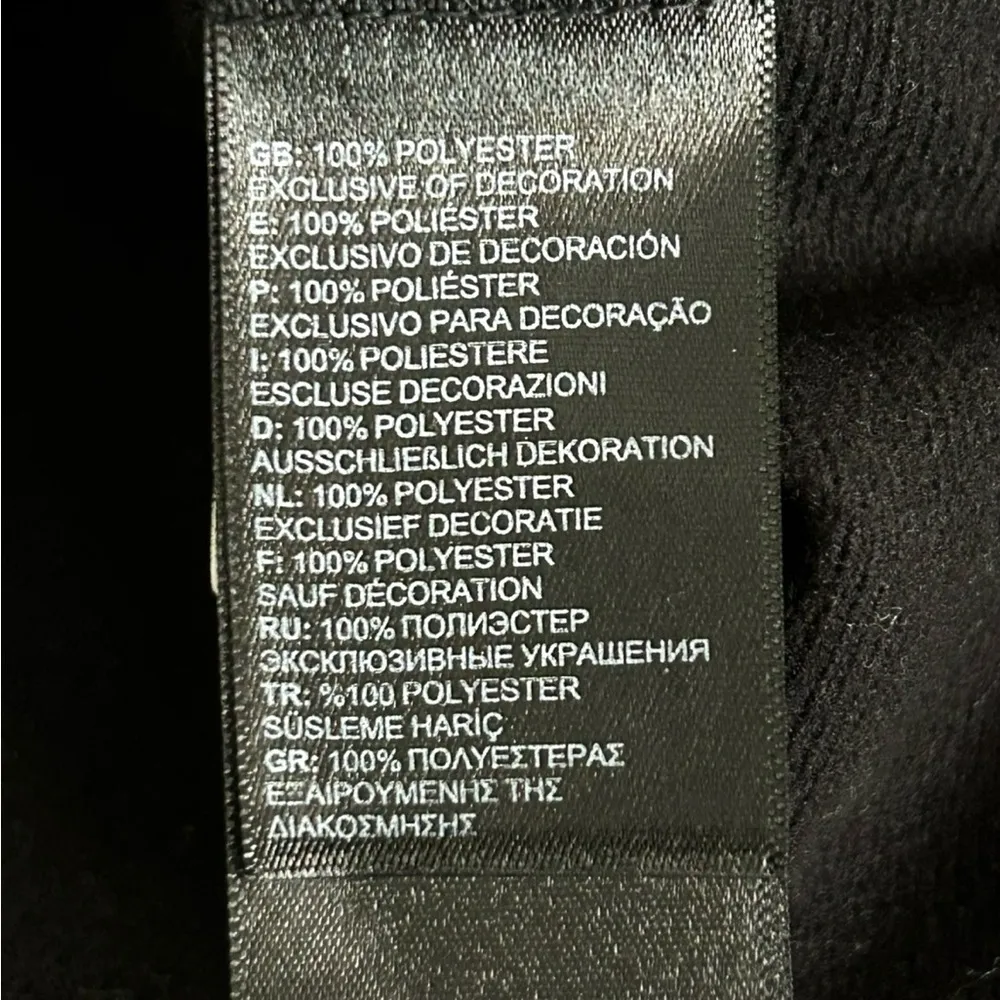 GB: 100% POLYESTER
EXCLUSIVE OF DECORATION
E: 100% POLIÉSTER
EXCLUSIVO DE DECORACIÓN
P: 100% POLIÉSTER
EXCLUSIVO PARA DECORAÇÃO
I: 100% POLIESTERE
ESCLUSE DECORAZIONI
D: 100% POLYESTER
AUSSCHLIEßLICH DEKORATION
NL: 100% POLYESTER
EXCLUSIEF DECORATIE
F: 100% POLYESTER
SAUF DÉCORATION
RU: 100% ПОЛИЭСТЕР
ЭКСКЛЮЗИВНЫЕ УКРАШЕНИЯ
TR: %100 POLYESTER
SÜSLEME HARİÇ
GR: 100% ΠΟΛΥΕΣΤΕΡΑΣ
ΕΞΑΙΡΟΥΜΕΝΗΣ ΤΗΣ
ΔΙΑΚΟΣΜΗΣΗΣ